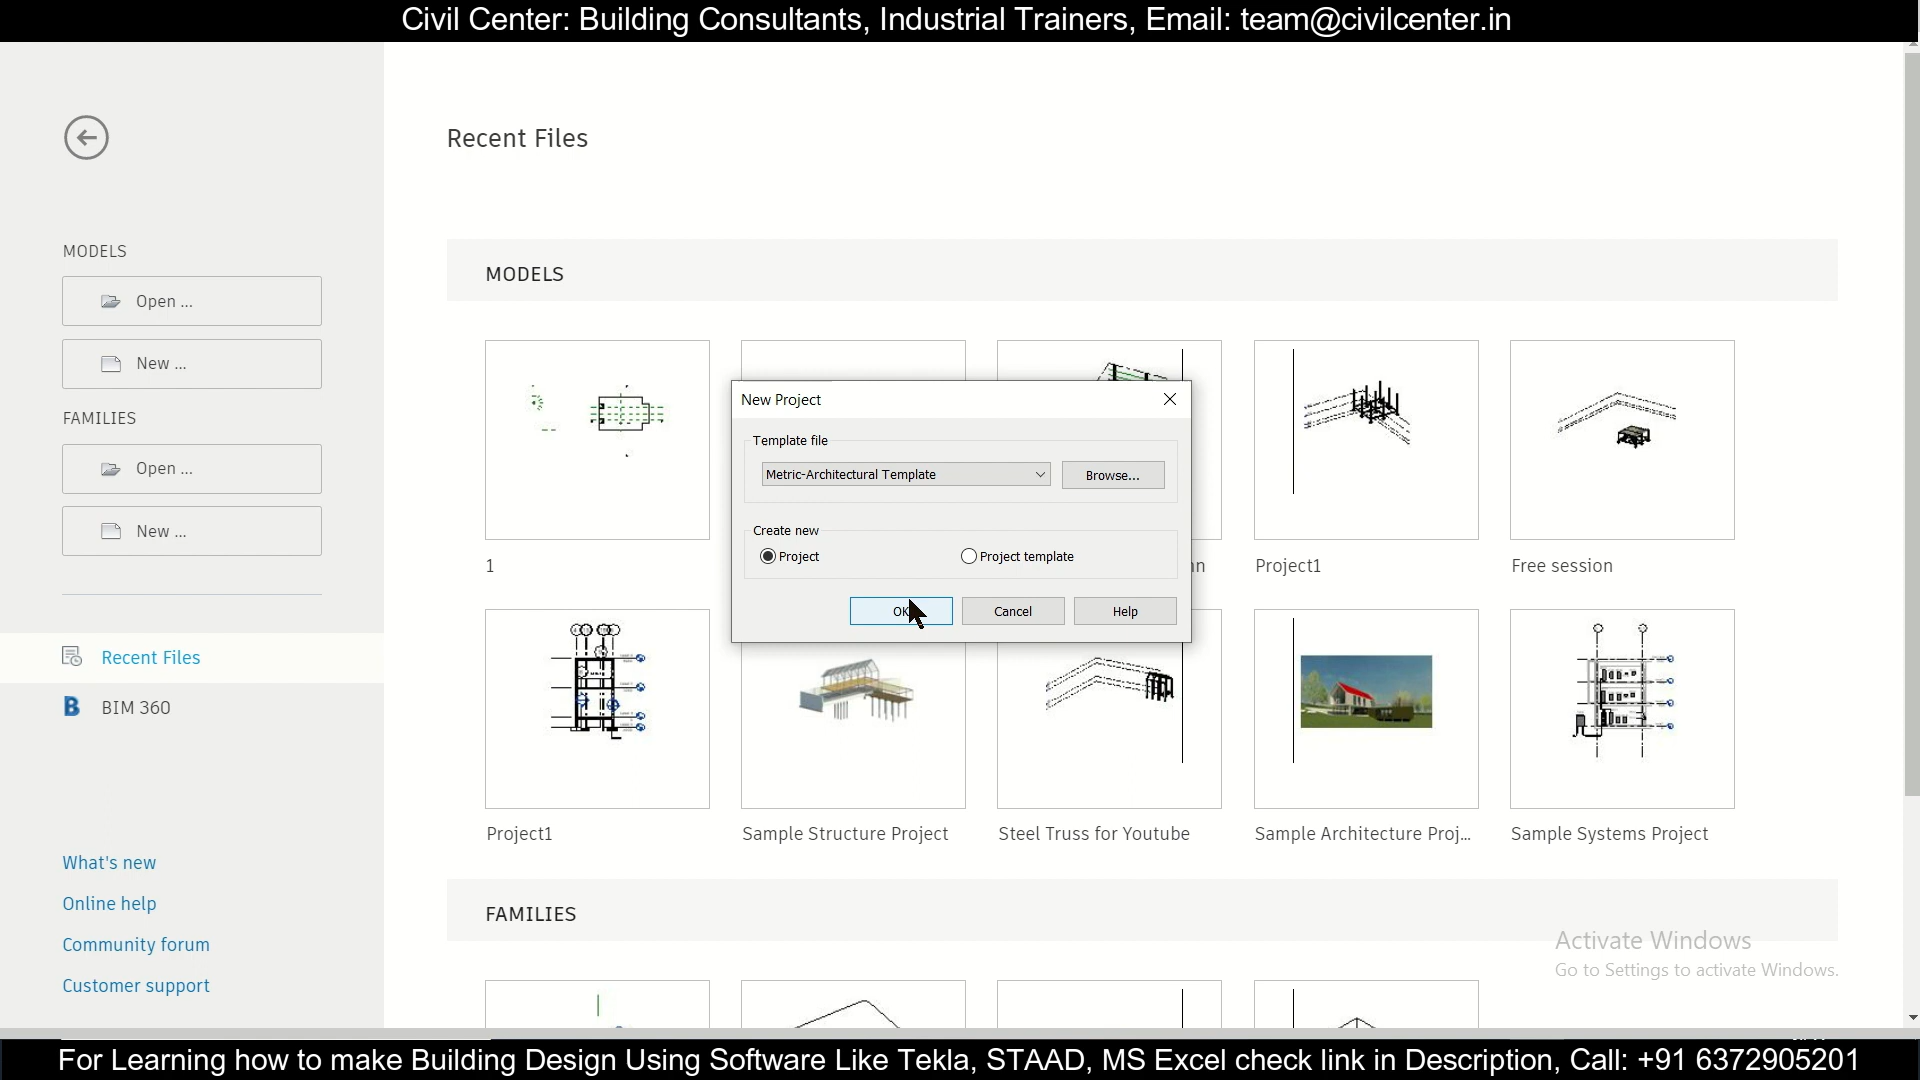 Civil Center: Building Consultants, Industrial Trainers, Email: team@civilcenter.in
Recent Files
MODELS
Open ...
New ...
FAMILIES
Open ...
New ...
Recent Files
BIM 360
What's new
Online help
Community forum
Customer support
MODELS
1
Project1
Free session
New Project
Template file
Metric-Architectural Template
Browse...
Create new
Project
Project template
OK
Cancel
Help
Project1
Sample Structure Project
Steel Truss for Youtube
Sample Architecture Proj...
Sample Systems Project
FAMILIES
Activate Windows
Go to Settings to activate Windows.
For Learning how to make Building Design Using Software Like Tekla, STAAD, MS Excel check link in Description, Call: +91 6372905201